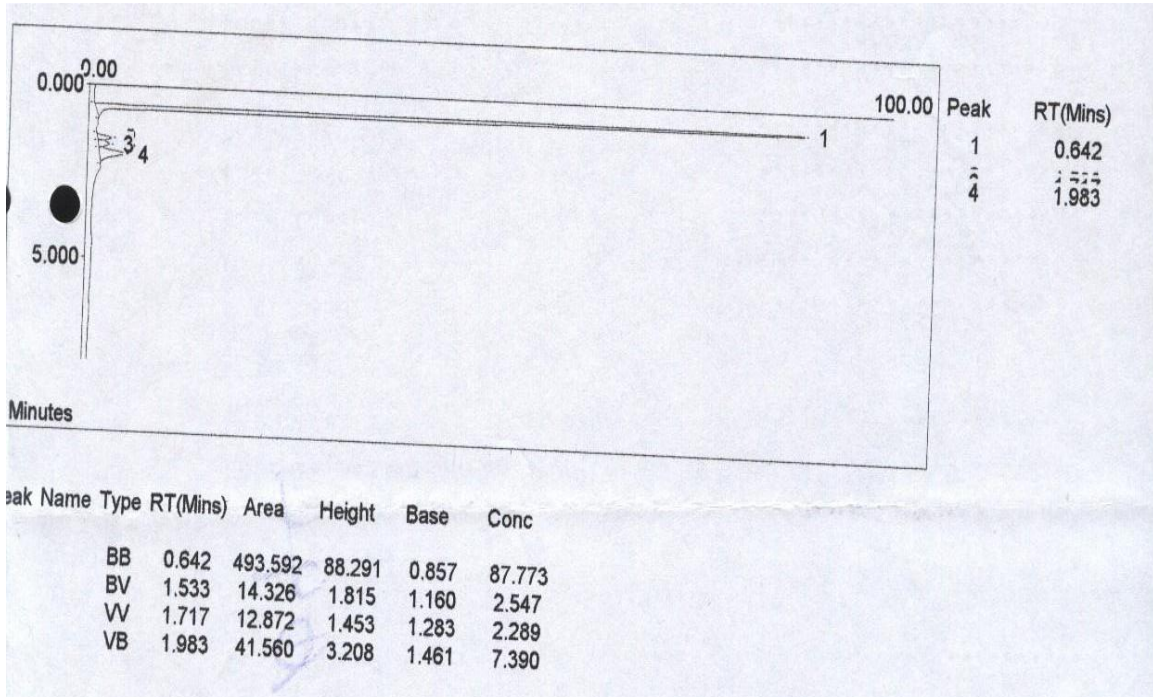 0.00
0.000
100.00 Peak RT(Mins)
1
1 0.642
3
4
4 1.983
5.000
Minutes
eak Name Type RT(Mins) Area Height Base Conc
BB 0.642 493.592 88.291 0.857 87.773
BV 1.533 14.326 1.815 1.160 2.547
VV 1.717 12.872 1.453 1.283 2.289
VB 1.983 41.560 3.208 1.461 7.390